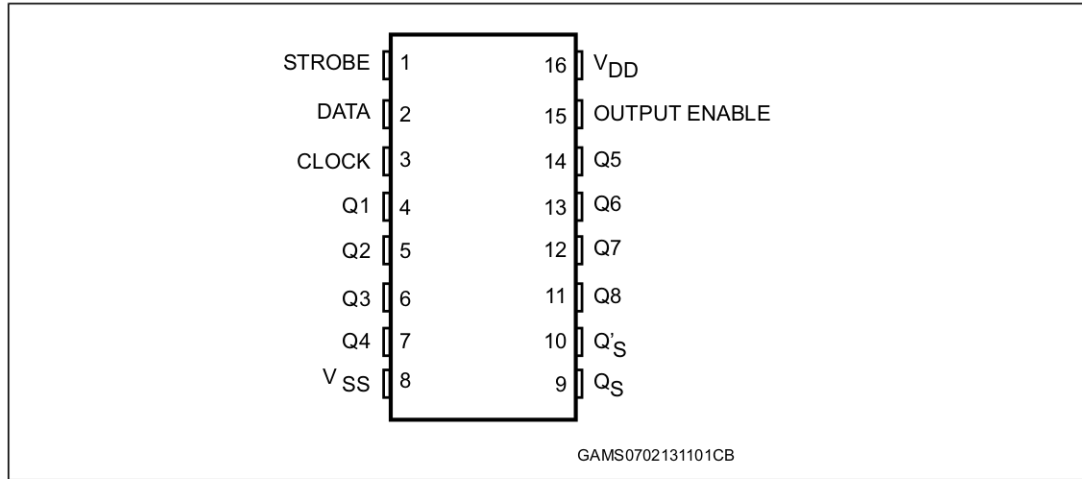 STROBE 1 16 VDD
DATA 2 15 OUTPUT ENABLE
CLOCK 3 14 Q5
Q1 4 13 Q6
Q2 5 12 Q7
Q3 6 11 Q8
Q4 7 10 Q’S
V SS 8 9 QS
GAMS0702131101CB